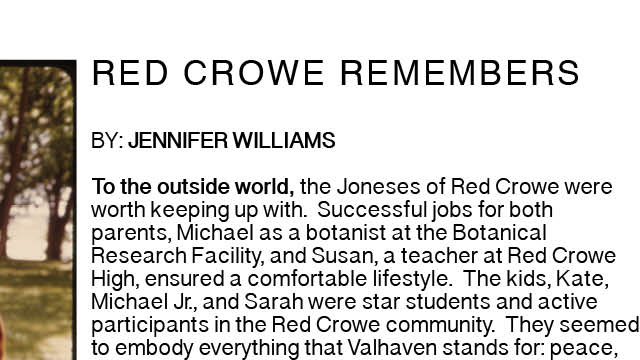 RED CROWE REMEMBERS
BY: JENNIFER WILLIAMS
To the outside world, the Joneses of Red Crowe were
worth keeping up with.  Successful jobs for both
parents, Michael as a botanist at the Botanical
Research Facility, and Susan, a teacher at Red Crowe
High, ensured a comfortable lifestyle.  The kids, Kate,
Michael Jr., and Sarah were star students and active
participants in the Red Crowe community.  They seemed
to embody everything that Valhaven stands for: peace,